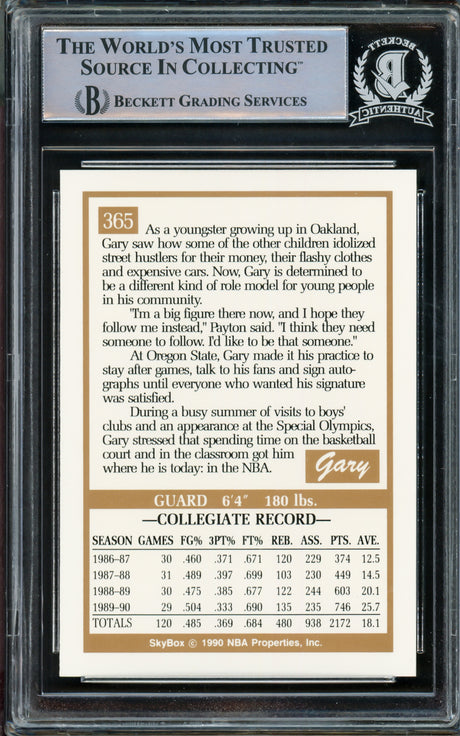 THE WORLD'S MOST TRUSTED
SOURCE IN COLLECTING™
B BECKETT GRADING SERVICES
BECKETT
AUTHENTIC
365
As a youngster growing up in Oakland,
Gary saw how some of the other children idolized
street hustlers for their money, their flashy clothes
and expensive cars. Now, Gary is determined to
be a different kind of role model for young people
in his community.
"I'm a big figure there now, and I hope they
follow me instead," Payton said. "I think they need
someone to follow. I'd like to be that someone."
At Oregon State, Gary made it his practice to
stay after games, talk to his fans and sign auto-
graphs until everyone who wanted his signature
was satisfied.
During a busy summer of visits to boys'
clubs and an appearance at the Special Olympics,
Gary stressed that spending time on the basketball
court and in the classroom got him
where he is today: in the NBA.
Gary
GUARD 6'4" 180 lbs.
—COLLEGIATE RECORD—
SEASON GAMES FG% 3PT% FT% REB. ASS. PTS. AVE.
1986–87 30 .460 .371 .671 120 229 374 12.5
1987–88 31 .489 .397 .699 103 230 449 14.5
1988–89 30 .475 .385 .677 122 244 603 20.1
1989–90 29 .504 .333 .690 135 235 746 25.7
TOTALS 120 .485 .369 .684 480 938 2172 18.1
SkyBox © 1990 NBA Properties, Inc.